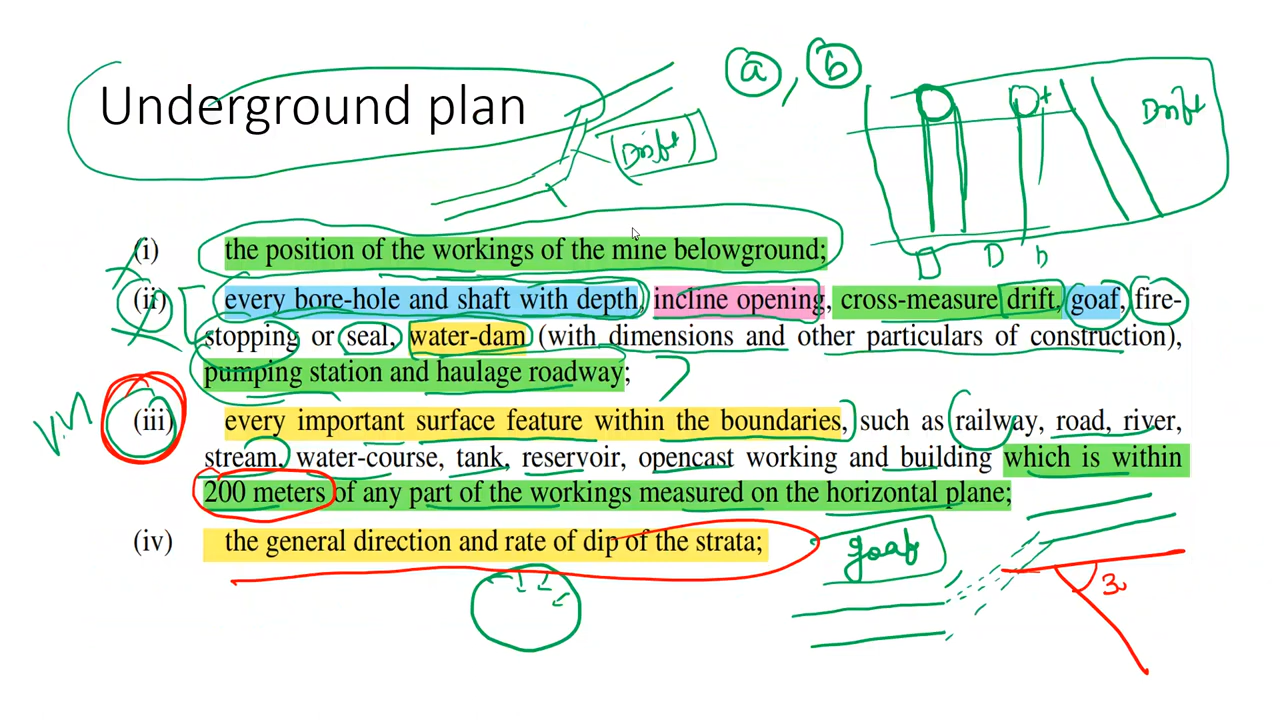 Underground plan
a, b
Drift
Drift
D D b
(i) the position of the workings of the mine belowground;
(ii) every bore-hole and shaft with depth, incline opening, cross-measure drift, goaf, fire-
stopping or seal, water-dam (with dimensions and other particulars of construction),
pumping station and haulage roadway;
(iii) every important surface feature within the boundaries, such as railway, road, river,
stream, water-course, tank, reservoir, opencast working and building which is within
200 meters of any part of the workings measured on the horizontal plane;
(iv) the general direction and rate of dip of the strata;
goaf